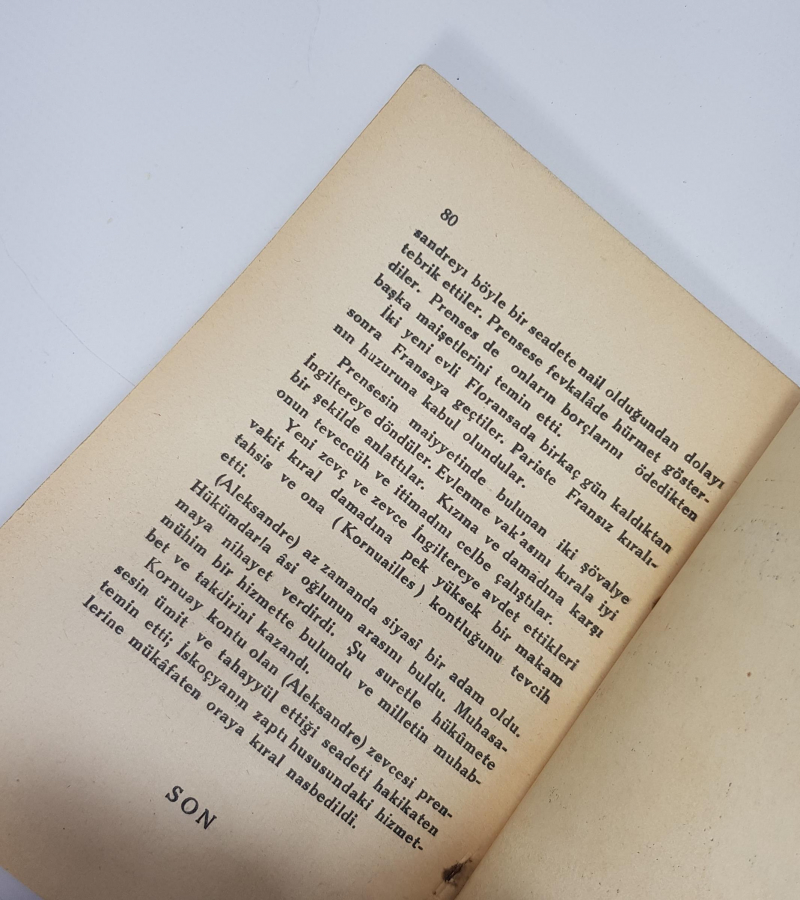 80
sandreyı böyle bir seadete nail olduğundan dolayı
tebrik ettiler. Prensese fevkalâde hürmet göster-
diler. Prenses de onların borçlarını ödedikten
başka maişetlerini temin etti.
İki yeni evli Floransada birkaç gün kaldıktan
sonra Fransaya geçtiler. Pariste Fransız kıralı-
nın huzuruna kabul olundular.
Prensesin maiyyetinde bulunan iki şövalye
İngiltereye döndüler. Evlenme vak'asını kırala iyi
bir şekilde anlattılar. Kızına ve damadına karşı
onun teveccüh ve itimadını celbe çalıştılar.
Yeni zevç ve zevce İngiltereye avdet ettikleri
vakit kıral damadına pek yüksek bir makam
tahsis ve ona (Kornuailles) kontluğunu tevcih
etti.
(Aleksandre) az zamanda siyasî bir adam oldu.
Hükûmdarla âsi oğlunun arasını buldu. Muhasa-
maya nihayet verdirdi. Şu suretle hükûmete
mühim bir hizmette bulundu ve milletin muhab-
bet ve takdirini kazandı.
Kornuay kontu olan (Aleksandre) zevcesi pren-
sesin ümit ve tahayyül ettiği seadeti hakikaten
temin etti; İskoçyanın zaptı hususundaki hizmet-
lerine mükâfaten oraya kıral nasbedildi.
SON